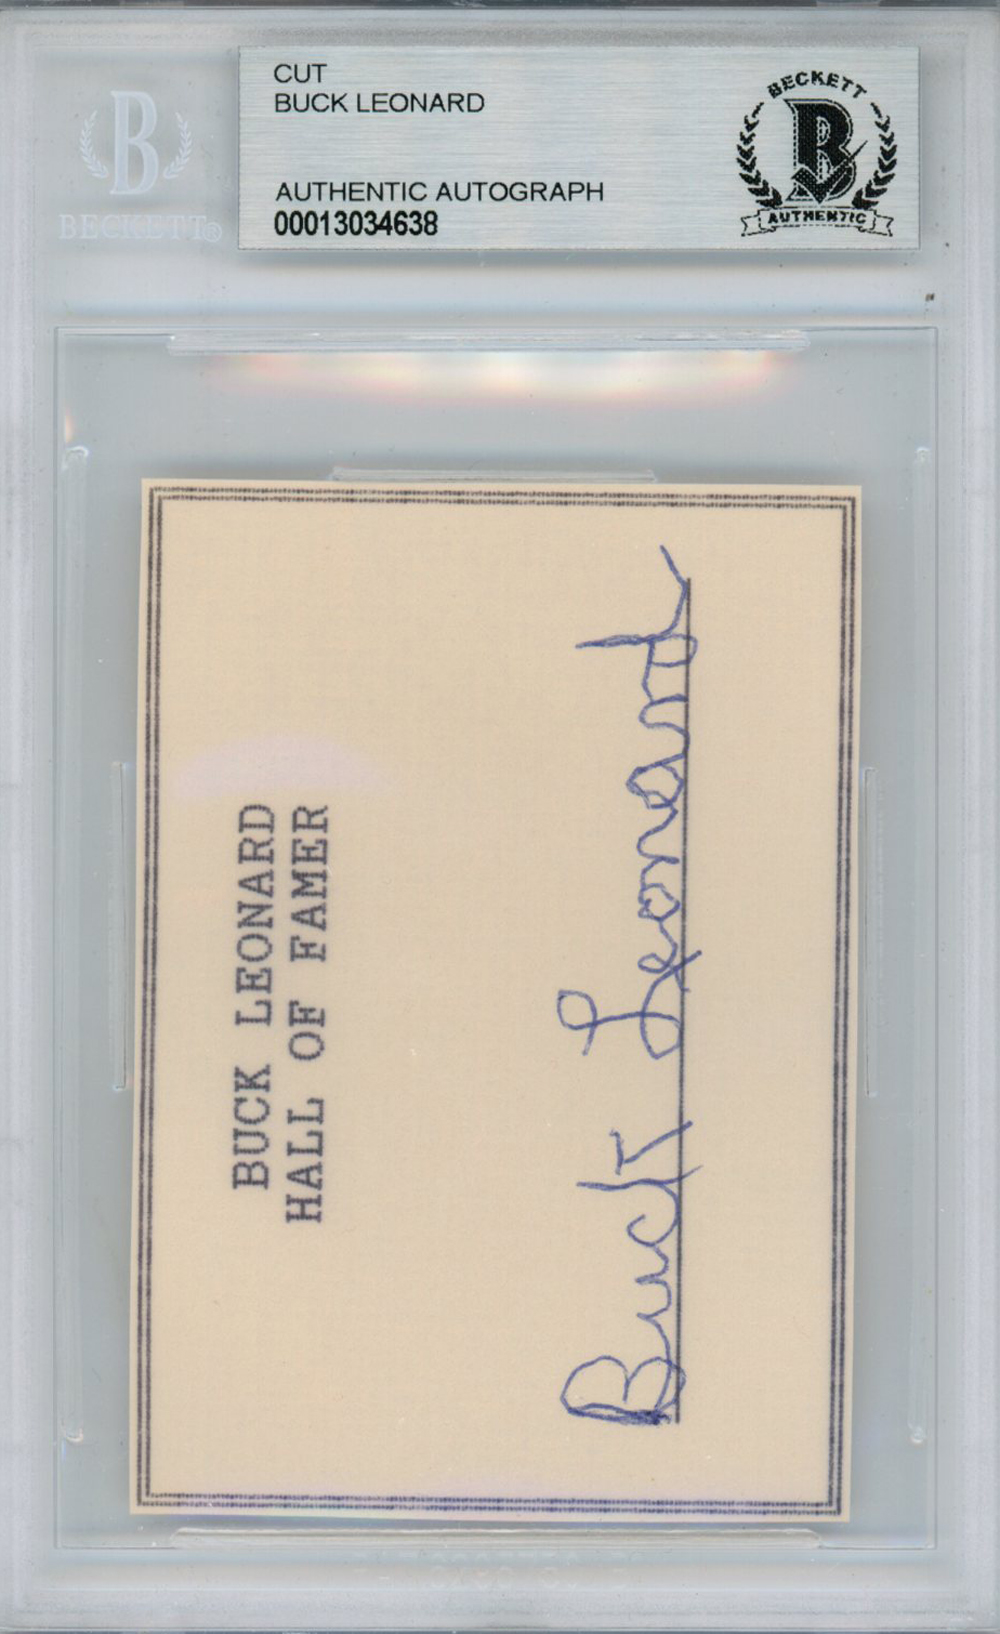 B
BECKETT®
CUT
BUCK LEONARD
AUTHENTIC AUTOGRAPH
00013034638
BECKETT
B
AUTHENTIC
BUCK LEONARD
HALL OF FAMER
Buck Leonard